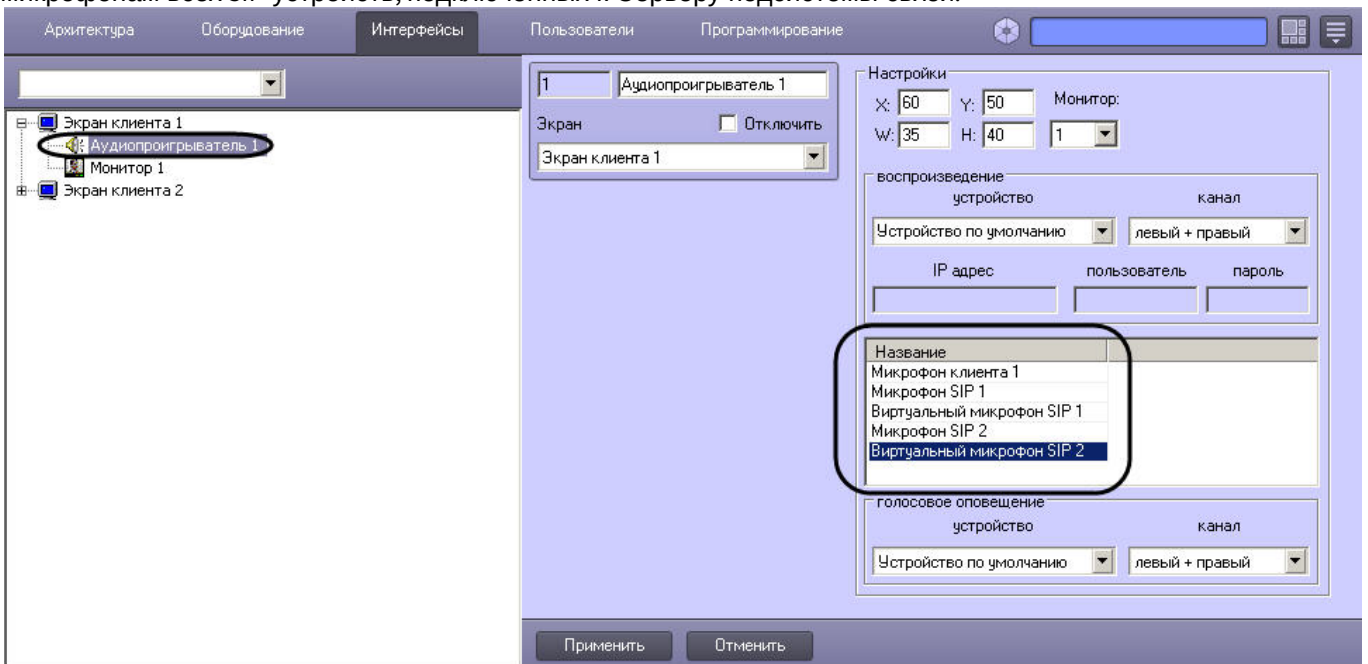 Архитектура Оборудование Интерфейсы Пользователи Программирование
Экран клиента 1
Аудиопроигрыватель 1
Монитор 1
Экран клиента 2
1 Аудиопроигрыватель 1
Экран Отключить
Экран клиента 1
Настройки
X: 60 Y: 50 Монитор:
W: 35 H: 40 1
воспроизведение
устройство канал
Устройство по умолчанию левый + правый
IP адрес пользователь пароль
Название
Микрофон клиента 1
Микрофон SIP 1
Виртуальный микрофон SIP 1
Микрофон SIP 2
Виртуальный микрофон SIP 2
голосовое оповещение
устройство канал
Устройство по умолчанию левый + правый
Применить Отменить